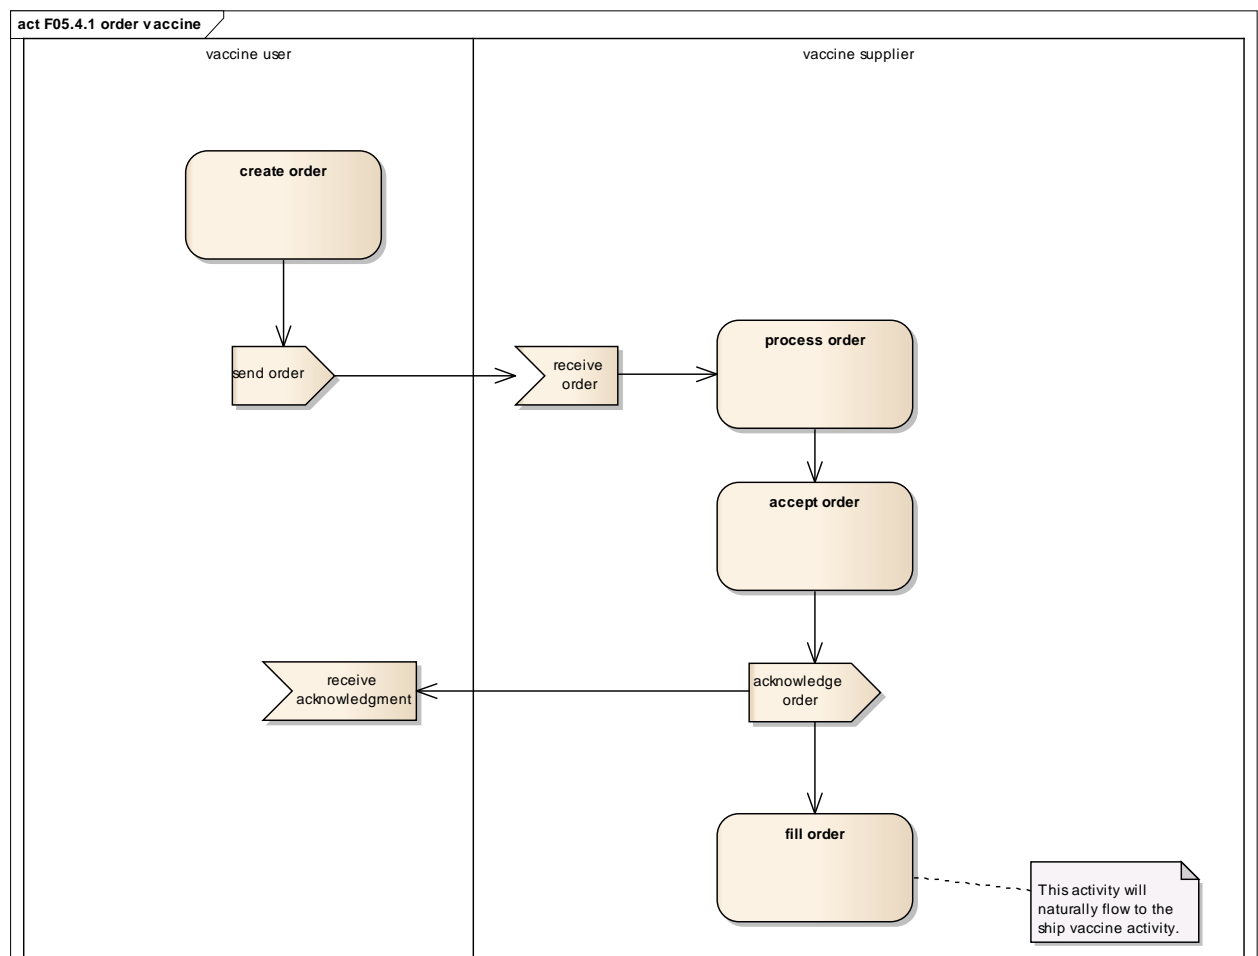 act F05.4.1 order vaccine
vaccine user
vaccine supplier
create order
send order
receive
order
process order
accept order
receive
acknowledgment
acknowledge
order
fill order
This activity will
naturally flow to the
ship vaccine activity.